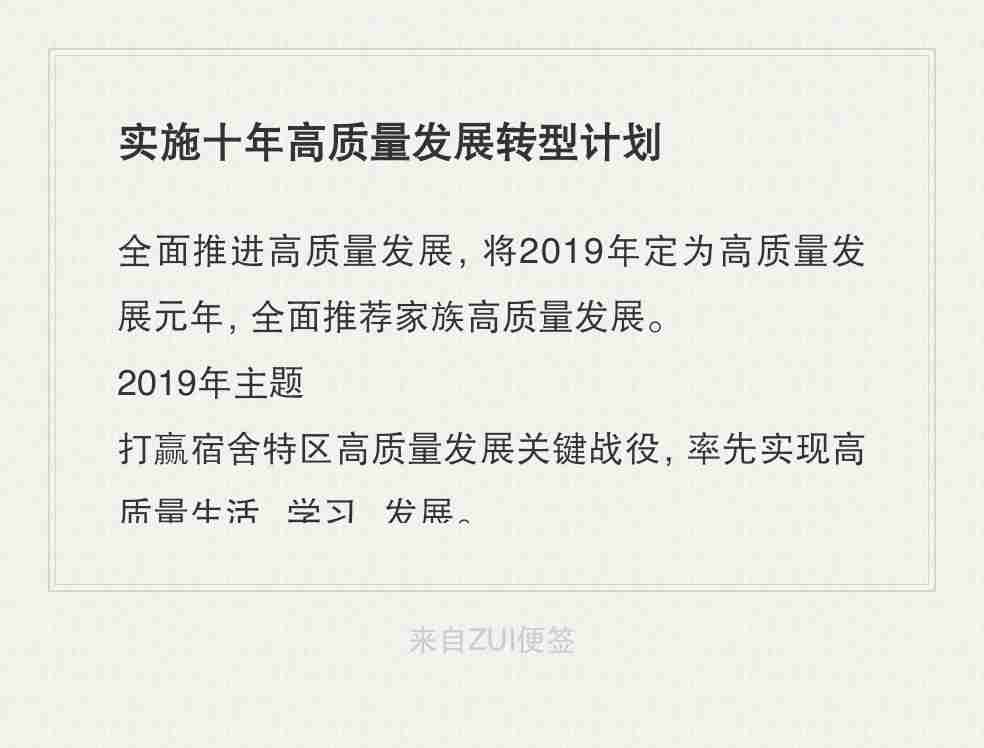 实施十年高质量发展转型计划
全面推进高质量发展, 将2019年定为高质量发
展元年, 全面推荐家族高质量发展。
2019年主题
打赢宿舍特区高质量发展关键战役, 率先实现高
质量生活 学习 发展。
来自ZUI便签